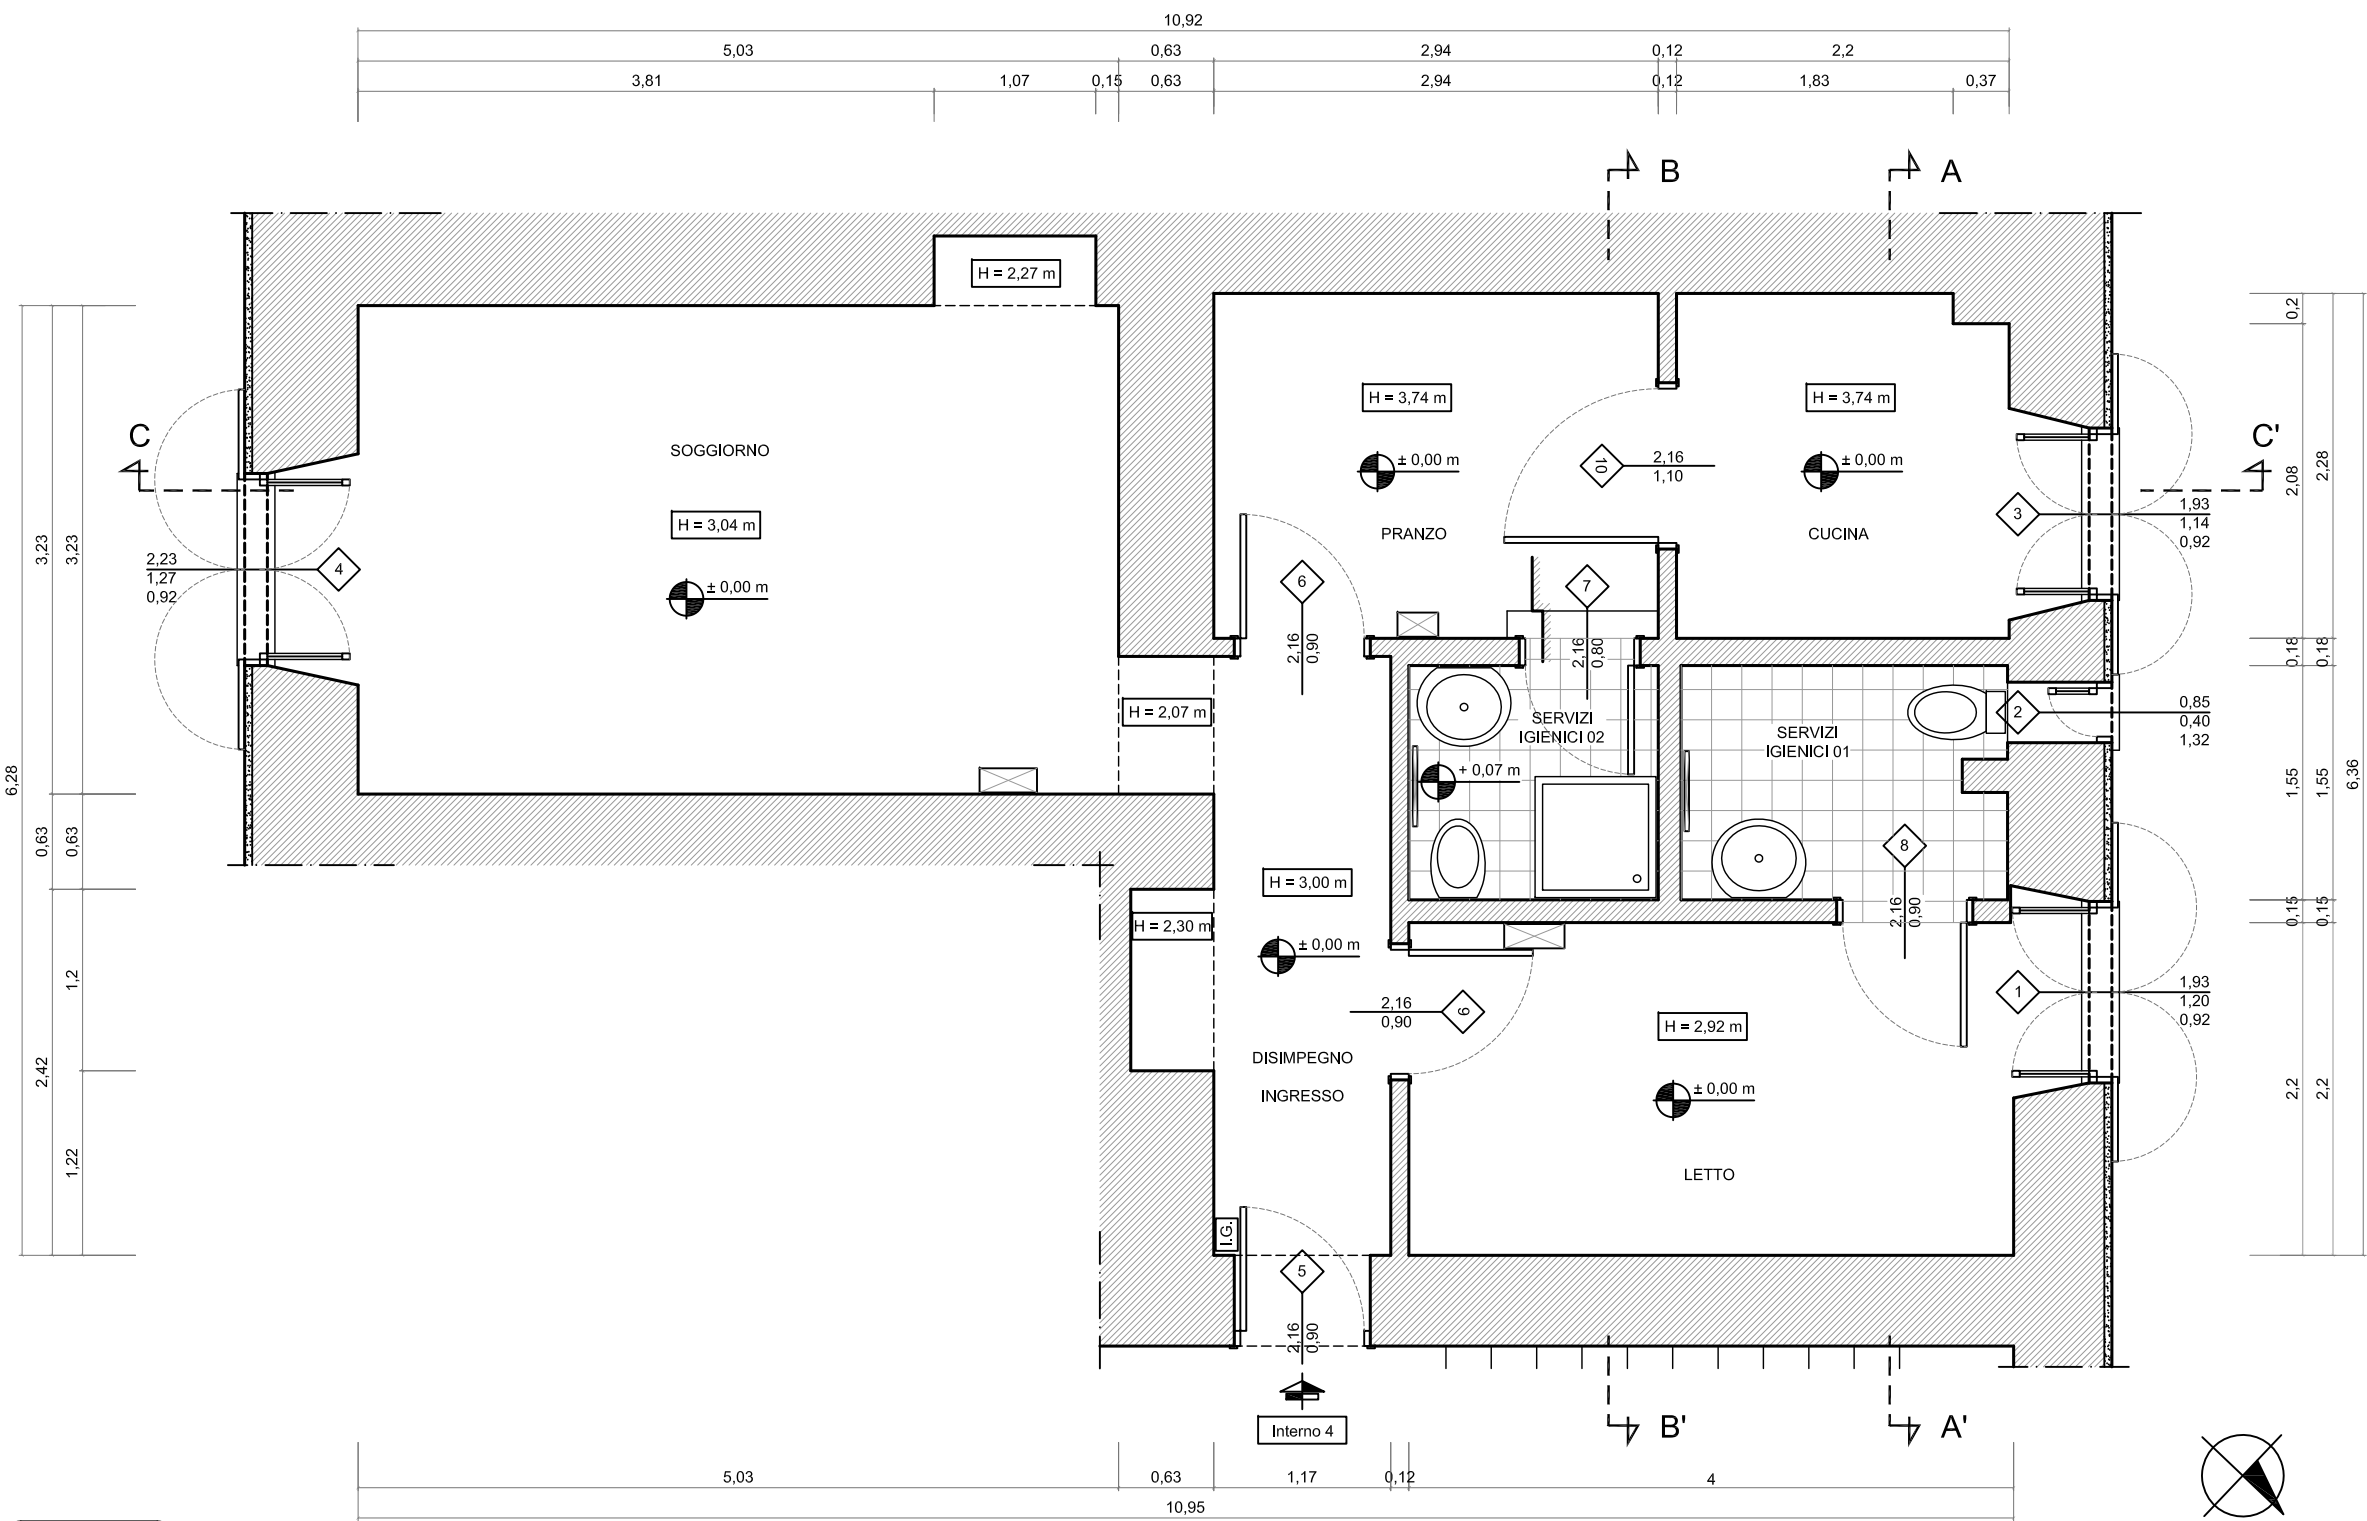 10,92
5,03 0,63 2,94 0,12 2,2
3,81 1,07 0,15 0,63 2,94 0,12 1,83 0,37
B A
H = 2,27 m
0,2
H = 3,74 m H = 3,74 m
C C'
SOGGIORNO
± 0,00 m 10 2,16 ± 0,00 m
1,10
2,08 2,28
3 1,93
1,14
0,92
H = 3,04 m
PRANZO CUCINA
3,23 3,23
2,23 4
1,27
0,92
± 0,00 m
6 7
2,16 0,90
2,16 0,80
0,18 0,18
H = 2,07 m
SERVIZI
IGIENICI 02
SERVIZI
IGIENICI 01
2 0,85
0,40
1,32
+ 0,07 m
6,28
1,55 1,55 6,36
0,63 0,63
8
2,16 0,90
H = 3,00 m
H = 2,30 m
0,15 0,15
± 0,00 m
1,2
2,16 9
0,90
1 1,93
1,20
0,92
H = 2,92 m
DISIMPEGNO
INGRESSO
2,42
± 0,00 m
2,2 2,2
1,22
LETTO
I.G.
5
2,16 0,90
Interno 4
B' A'
5,03 0,63 1,17 0,12 4
10,95